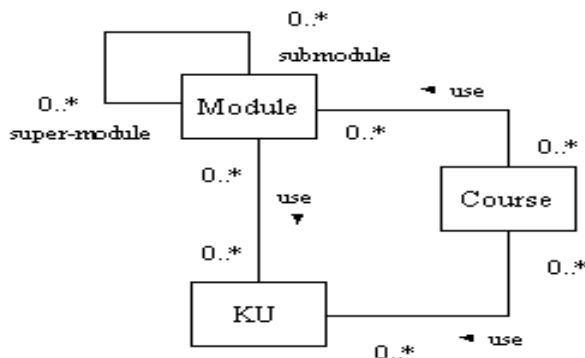 0..*
submodule
0..*
super-module
Module
◄ use
0..*
0..*
0..*
use
▼
Course
0..*
0..*
KU
0..*
◄ use